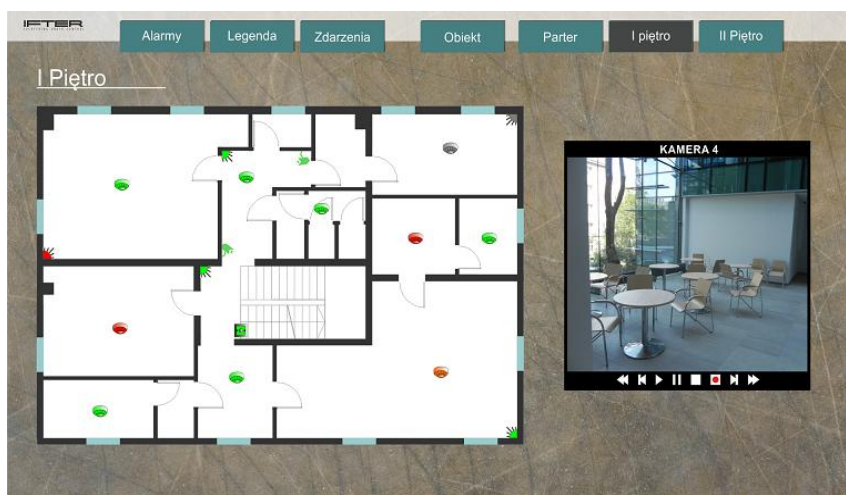 IFTER
Alarmy
Legenda
Zdarzenia
Obiekt
Parter
I piętro
II Piętro
I Piętro
KAMERA 4